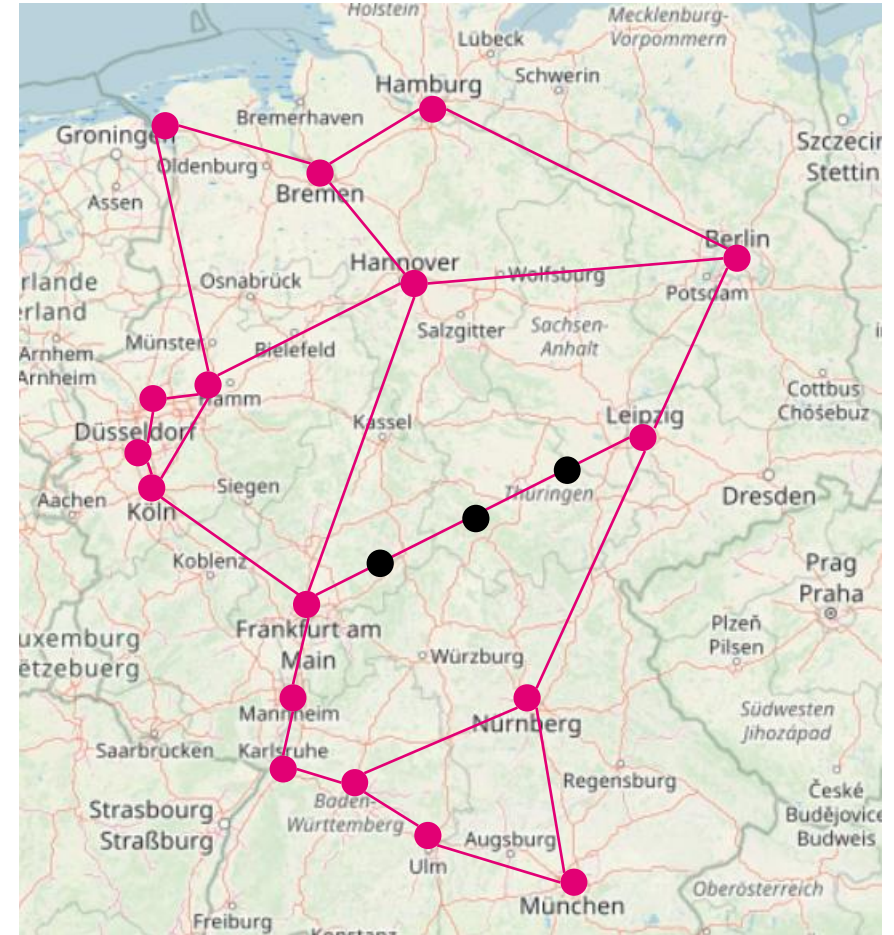 Holstein
Mecklenburg-
Vorpommern
Lübeck
Schwerin
Hamburg
Bremerhaven
Groningen
Szczecin
Stettin
Oldenburg
Assen
Bremen
Berlin
Hannover
Wolfsburg
Osnabrück
Potsdam
rlande
erland
Salzgitter
Sachsen-
Anhalt
Münster
Bielefeld
Arnhem
Arnheim
Hamm
Cottbus
Chóśebuz
Kassel
Leipzig
Düsseldorf
Siegen
Aachen
Thüringen
Dresden
Köln
Koblenz
Prag
Praha
Frankfurt am
Main
uxemburg
ëtzebuerg
Würzburg
Plzeň
Pilsen
Mannheim
Nürnberg
Südwesten
Jihozápad
Saarbrücken
Karlsruhe
Regensburg
Baden-
Württemberg
České
Budějovice
Budweis
Strasbourg
Straßburg
Augsburg
Ulm
München
Oberösterreich
Freiburg
Konstanz